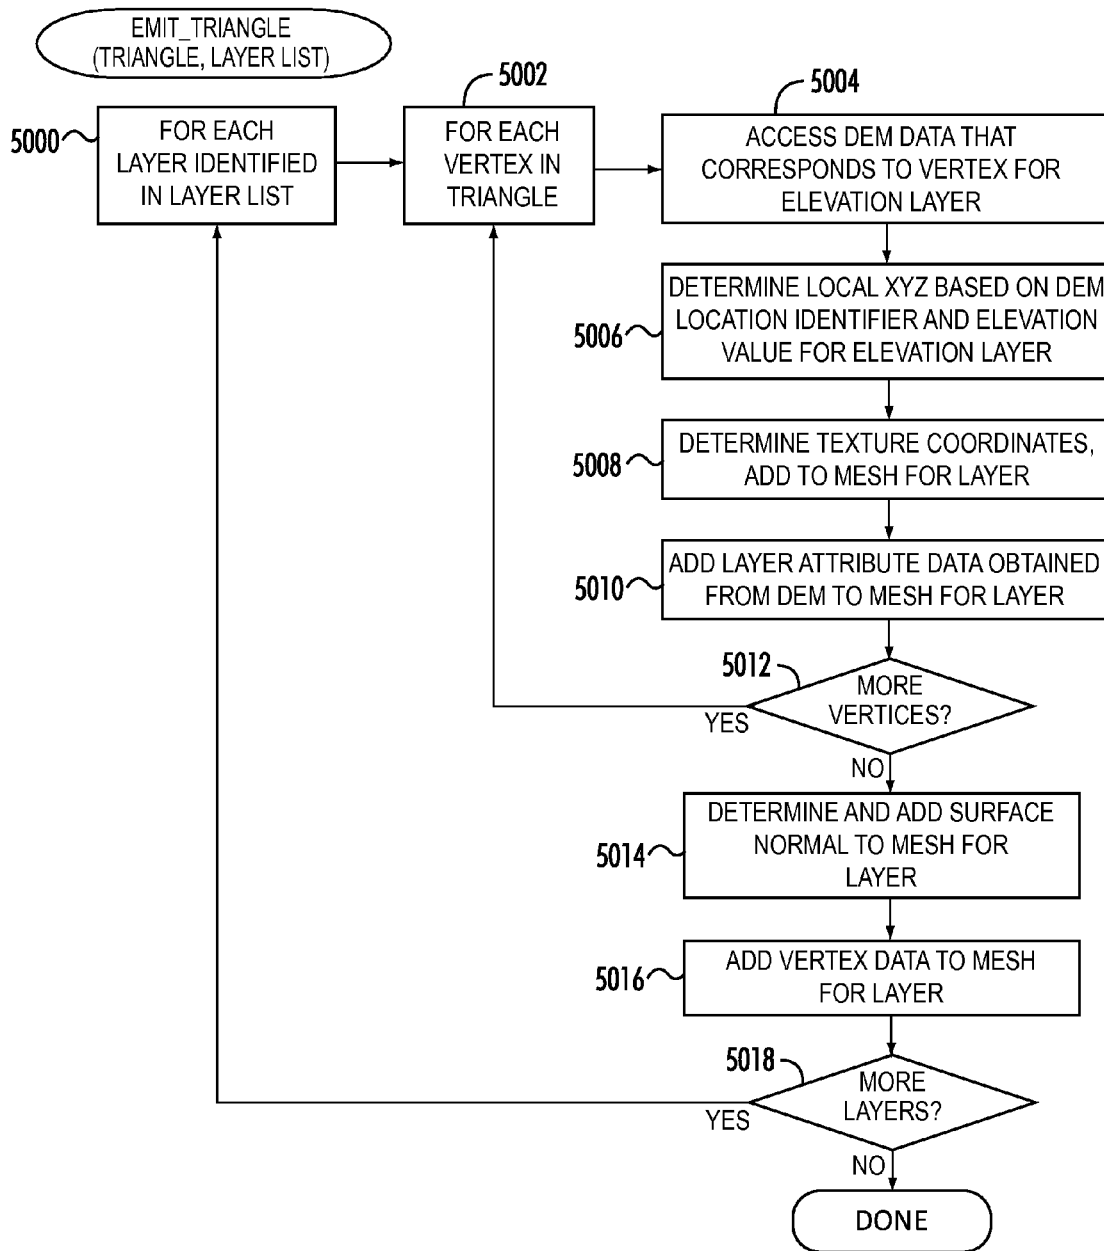 EMIT_TRIANGLE
(TRIANGLE, LAYER LIST)
5000
FOR EACH
LAYER IDENTIFIED
IN LAYER LIST
5002
FOR EACH
VERTEX IN
TRIANGLE
5004
ACCESS DEM DATA THAT
CORRESPONDS TO VERTEX FOR
ELEVATION LAYER
5006
DETERMINE LOCAL XYZ BASED ON DEM
LOCATION IDENTIFIER AND ELEVATION
VALUE FOR ELEVATION LAYER
5008
DETERMINE TEXTURE COORDINATES,
ADD TO MESH FOR LAYER
5010
ADD LAYER ATTRIBUTE DATA OBTAINED
FROM DEM TO MESH FOR LAYER
5012
MORE
VERTICES?
YES
NO
5014
DETERMINE AND ADD SURFACE
NORMAL TO MESH FOR
LAYER
5016
ADD VERTEX DATA TO MESH
FOR LAYER
5018
MORE
LAYERS?
YES
NO
DONE